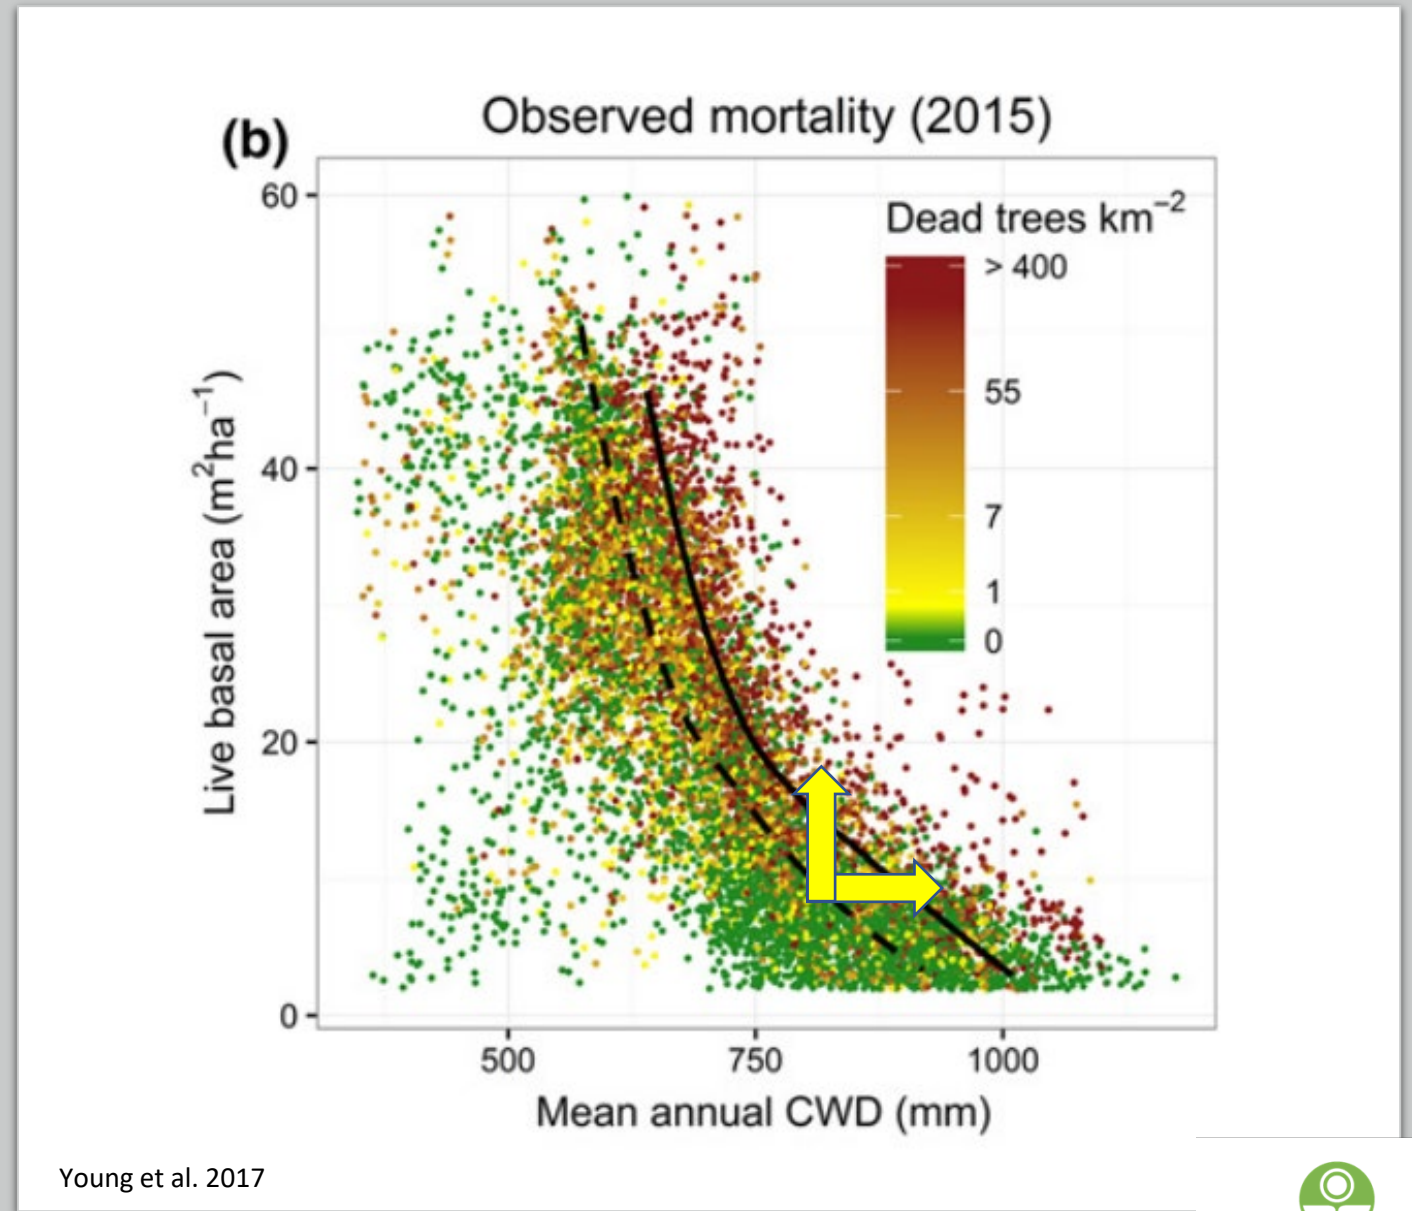 (b)
Observed mortality (2015)
Dead trees km⁻²
> 400
55
7
1
0
60
40
20
0
Live basal area (m²ha⁻¹)
500 750 1000
Mean annual CWD (mm)
Young et al. 2017